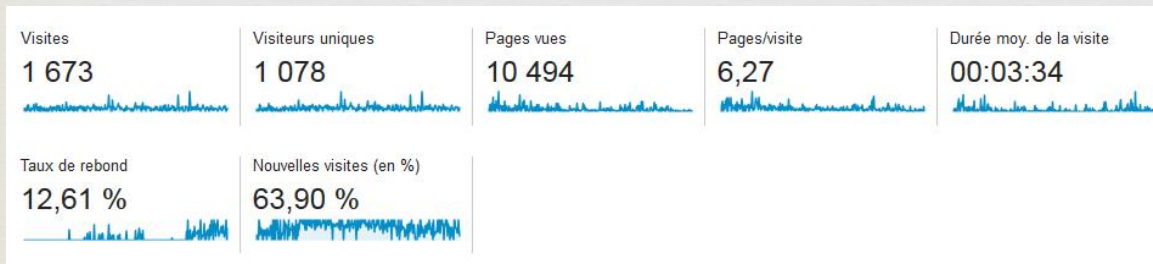 Visites
Visiteurs uniques
Pages vues
Pages/visite
Durée moy. de la visite
1 673
1 078
10 494
6,27
00:03:34
Taux de rebond
Nouvelles visites (en %)
12,61 %
63,90 %